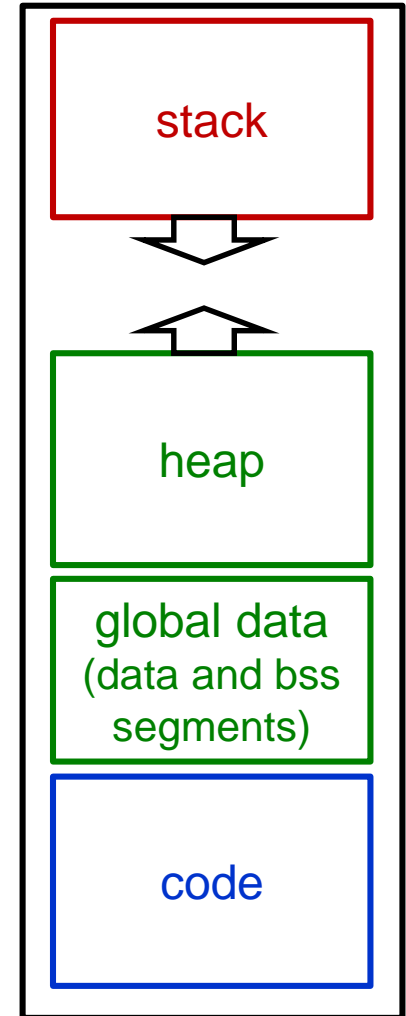 stack
heap
global data
(data and bss
segments)
code